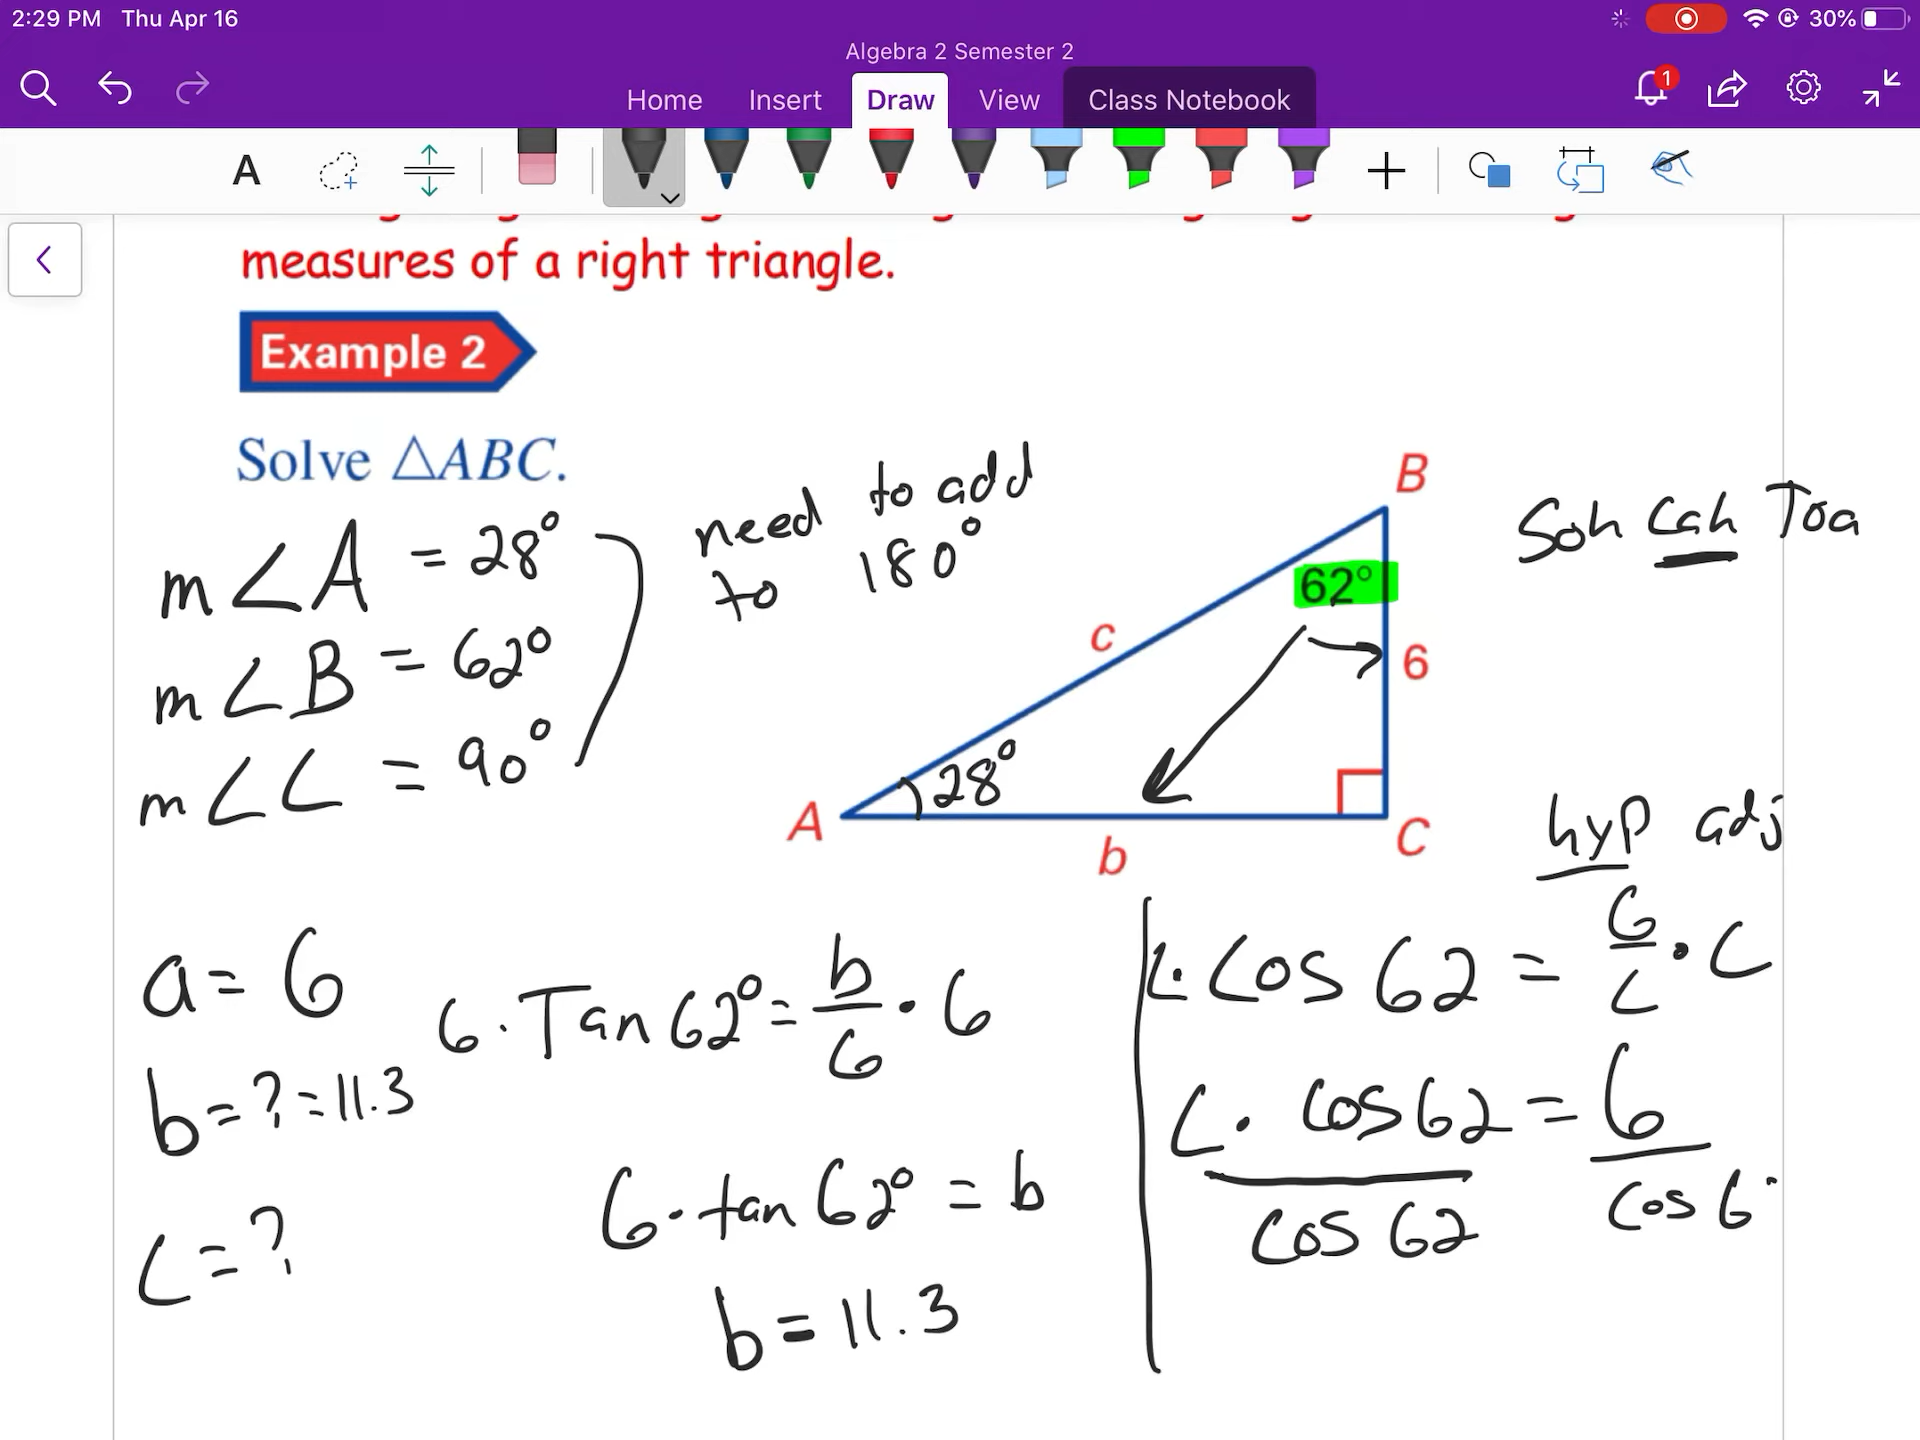 2:29 PM Thu Apr 16
30%
Algebra 2 Semester 2
1
Home Insert Draw View Class Notebook
A
measures of a right triangle.
Example 2
Solve △ABC.
need to add
to 180°
m∠A = 28°
m∠B = 62°
m∠C = 90°
B
62°
c
6
28°
A
b
C
Soh Cah Toa
hyp adj
a = 6
b = ? = 11.3
c = ?
6 · Tan 62° = b/6 · 6
6 · tan 62° = b
b = 11.3
c · Cos 62 = 6/c · c
c · cos 62 = 6
cos 62 cos 6